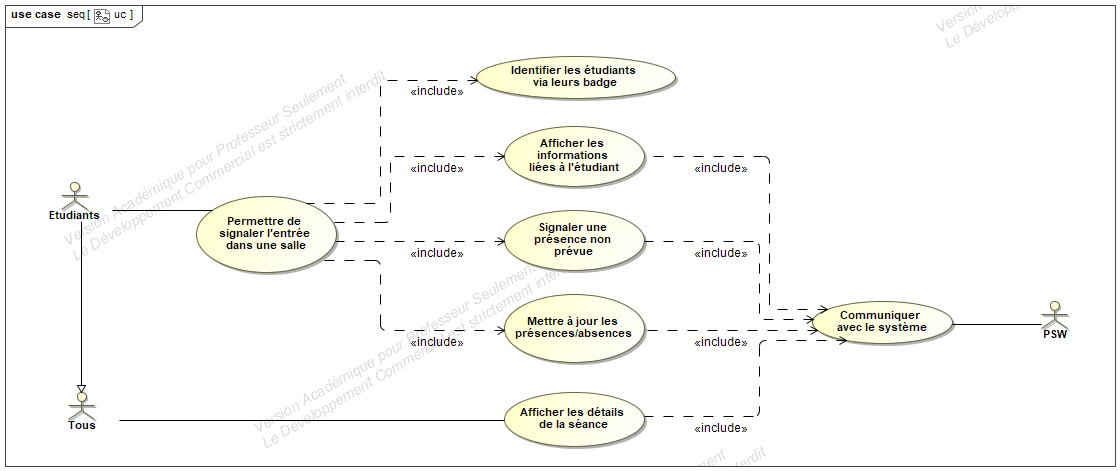 use case seq [ uc ]
Version
Le Développem
Identifier les étudiants
via leurs badge
«include»
Version Académique pour Professeur Seulement
Le Développement Commercial est strictement interdit
Afficher les
informations
liées à l'étudiant
«include»
«include»
Etudiants
Permettre de
signaler l'entrée
dans une salle
Signaler une
présence non
prévue
«include»
«include»
Version Académique pour Professeur Seulement
Le Développement Commercial est strictement interdit
Mettre à jour les
présences/absences
«include»
«include»
Communiquer
avec le système
PSW
Tous
Afficher les détails
de la séance
«include»